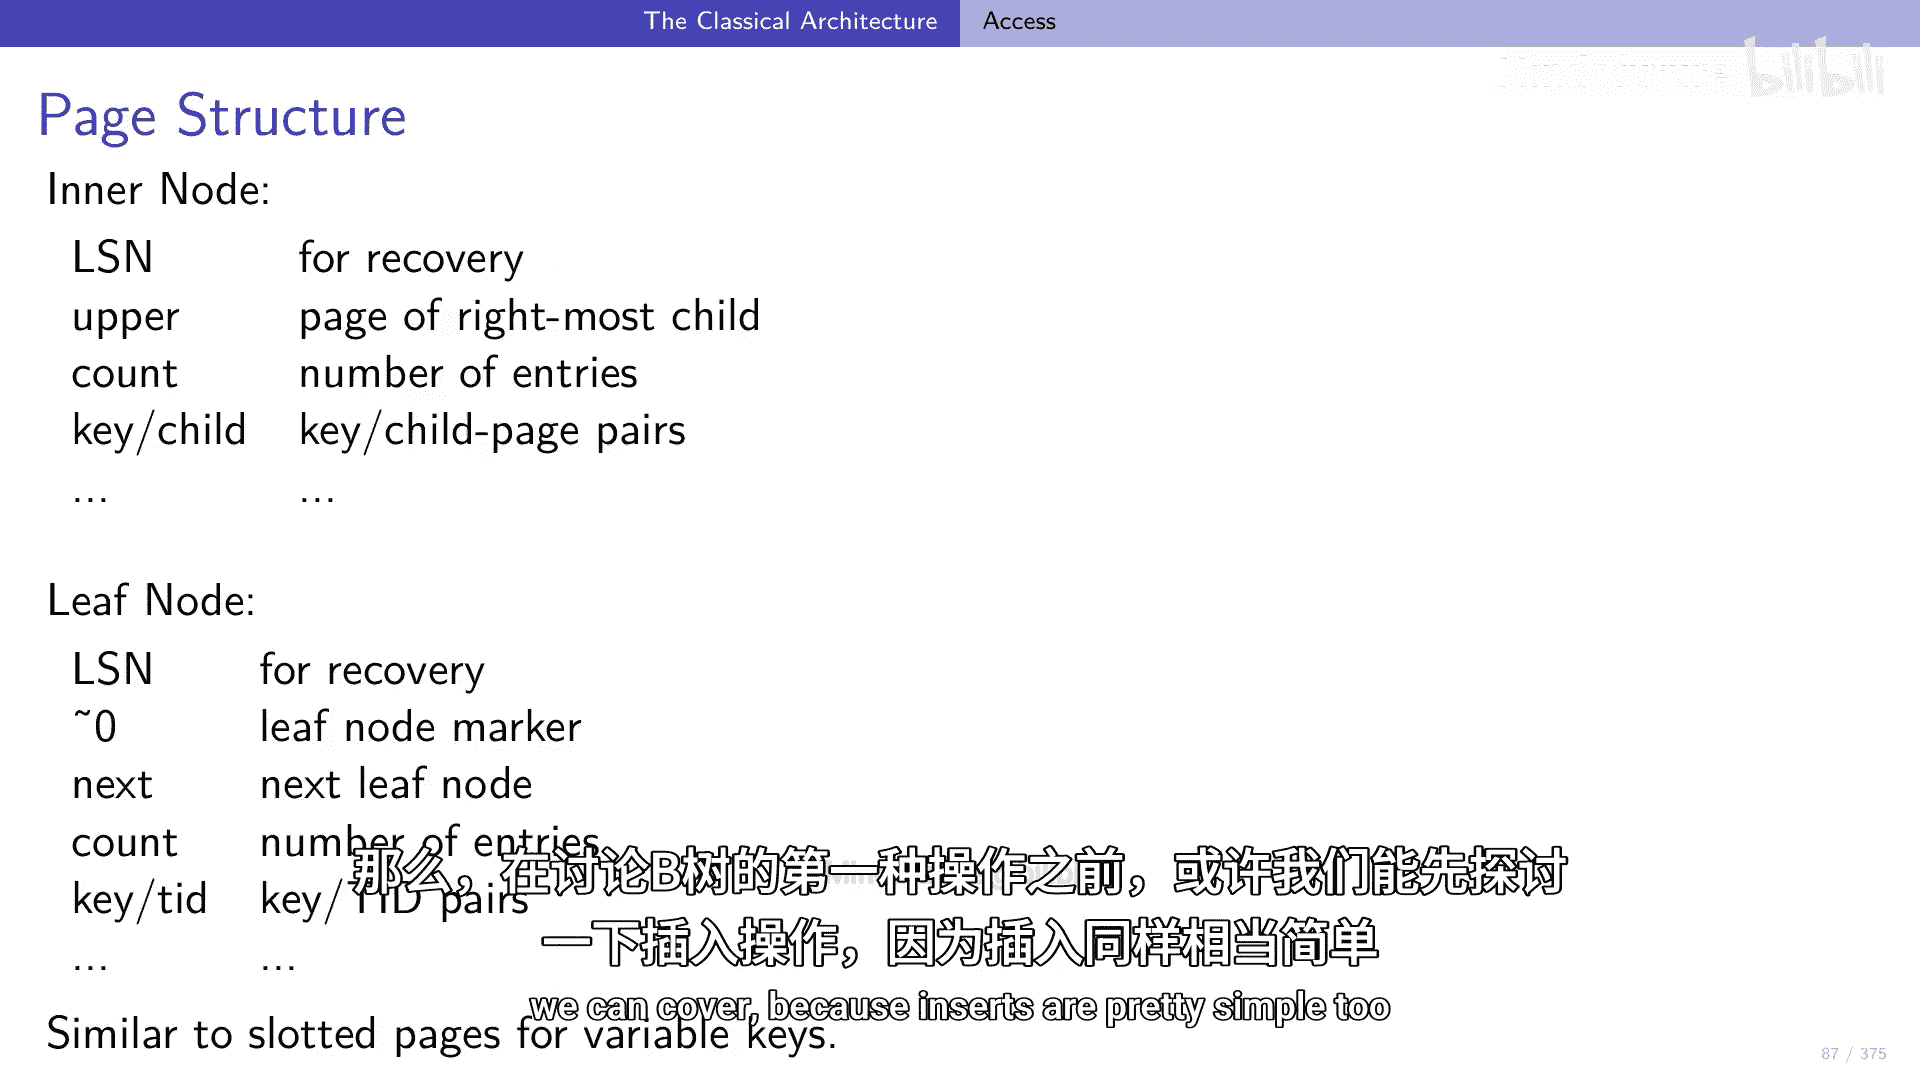 The Classical Architecture Access
bilibili
Page Structure
Inner Node:
LSN for recovery
upper page of right-most child
count number of entries
key/child key/child-page pairs
... ...
Leaf Node:
LSN for recovery
~0 leaf node marker
next next leaf node
count number of entries
key/tid key/TID pairs
... ...
那么，在讨论B树的第一种操作之前，或许我们能先探讨
一下插入操作，因为插入同样相当简单
we can cover, because inserts are pretty simple too
Similar to slotted pages for variable keys.
87 / 375